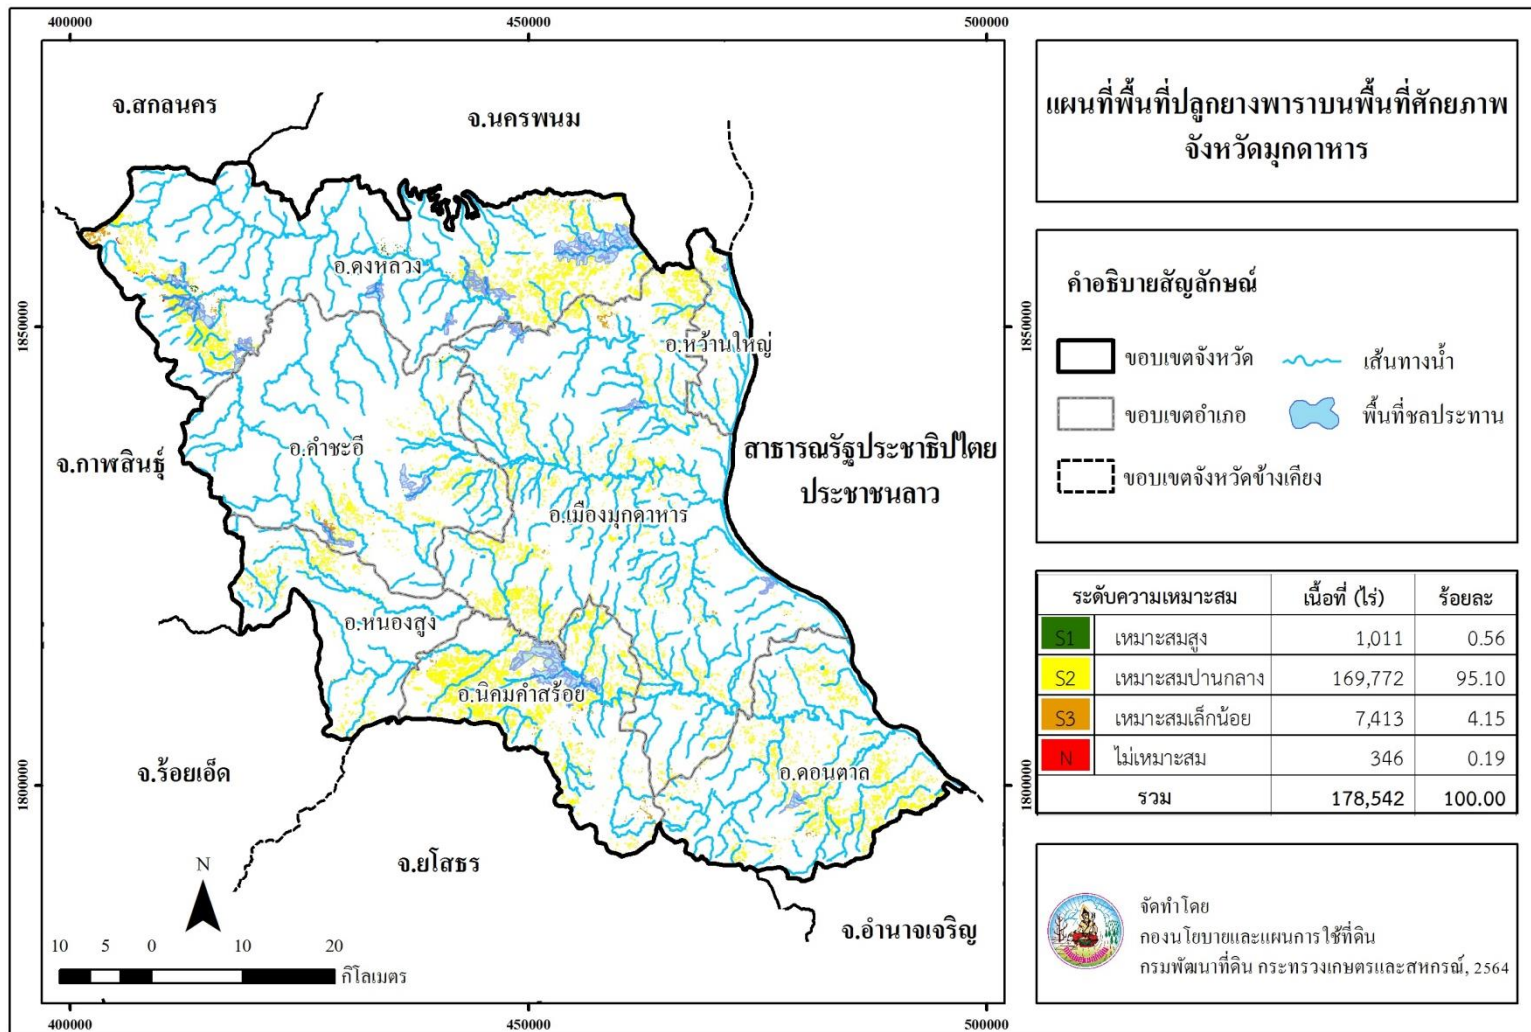 400000
450000
500000
จ.สกลนคร
จ.นครพนม
อ.ดงหลวง
1850000
1850000
อ.หว้านใหญ่
จ.กาฬสินธุ์
อ.คำชะอี
สาธารณรัฐประชาธิปไตย
ประชาชนลาว
อ.เมืองมุกดาหาร
อ.หนองสูง
อ.นิคมคำสร้อย
จ.ร้อยเอ็ด
อ.ดอนตาล
1800000
1800000
จ.ยโสธร
จ.อำนาจเจริญ
N
10 5 0 10 20
กิโลเมตร
400000
450000
500000
แผนที่พื้นที่ปลูกยางพาราบนพื้นที่ศักยภาพ
จังหวัดมุกดาหาร
คำอธิบายสัญลักษณ์
ขอบเขตจังหวัด
เส้นทางน้ำ
ขอบเขตอำเภอ
พื้นที่ชลประทาน
ขอบเขตจังหวัดข้างเคียง
ระดับความเหมาะสม เนื้อที่ (ไร่) ร้อยละ
S1 เหมาะสมสูง 1,011 0.56
S2 เหมาะสมปานกลาง 169,772 95.10
S3 เหมาะสมเล็กน้อย 7,413 4.15
N ไม่เหมาะสม 346 0.19
รวม 178,542 100.00
จัดทำโดย
กองนโยบายและแผนการใช้ที่ดิน
กรมพัฒนาที่ดิน กระทรวงเกษตรและสหกรณ์, 2564